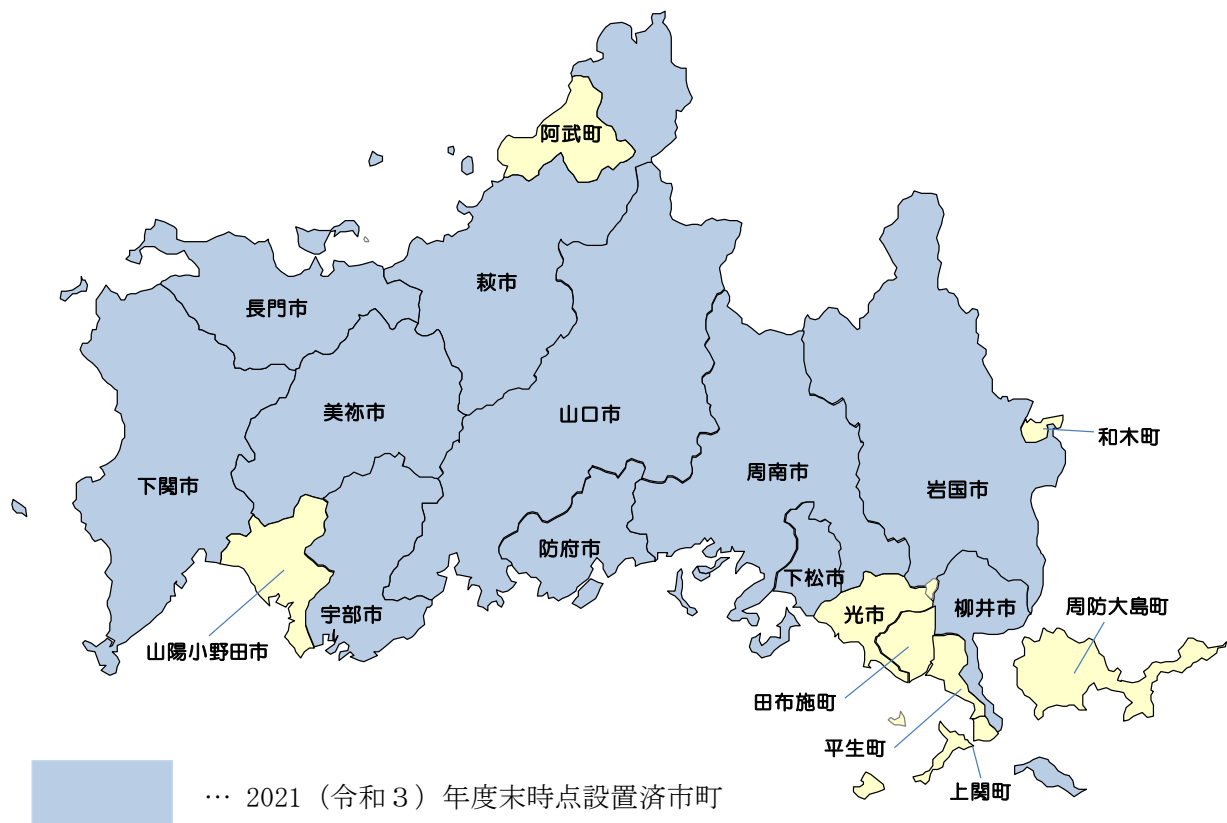 阿武町
萩市
長門市
美祢市
山口市
和木町
下関市
周南市
岩国市
防府市
下松市
光市
柳井市
周防大島町
宇部市
山陽小野田市
田布施町
平生町
上関町
… 2021（令和３）年度末時点設置済市町